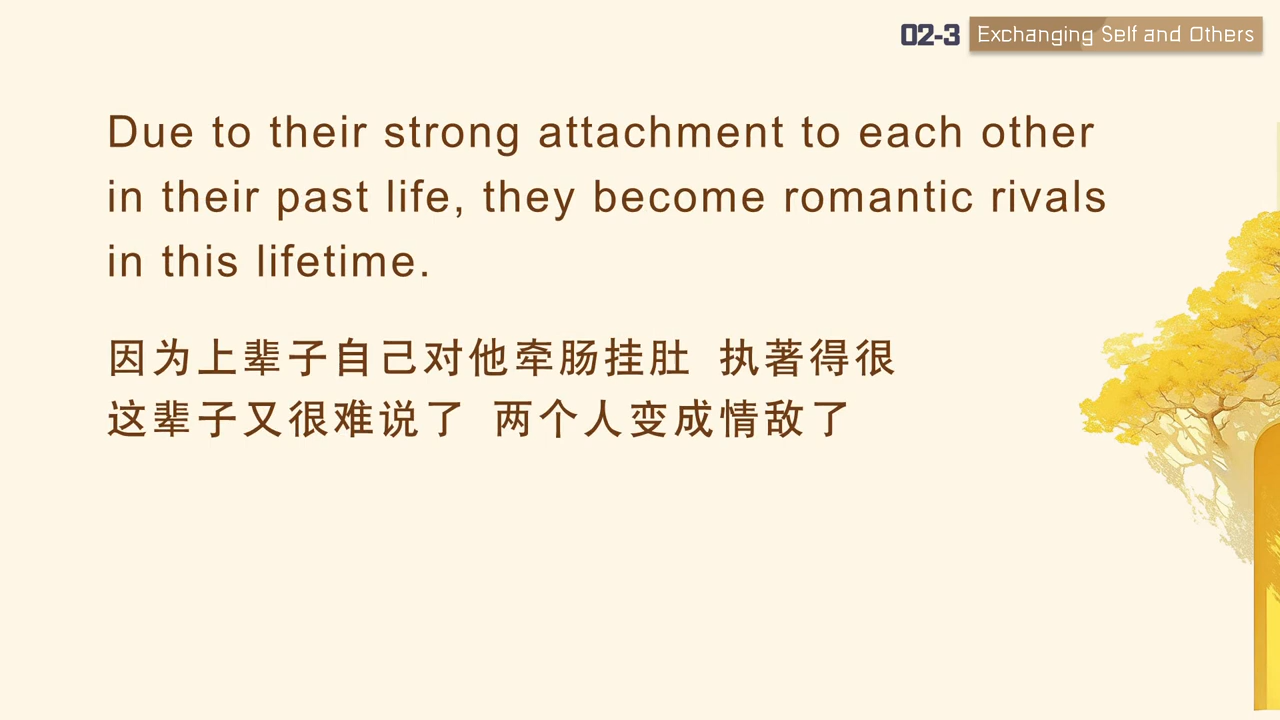 02-3 Exchanging Self and Others
Due to their strong attachment to each other
in their past life, they become romantic rivals
in this lifetime.
因为上辈子自己对他牵肠挂肚 执著得很
这辈子又很难说了 两个人变成情敌了